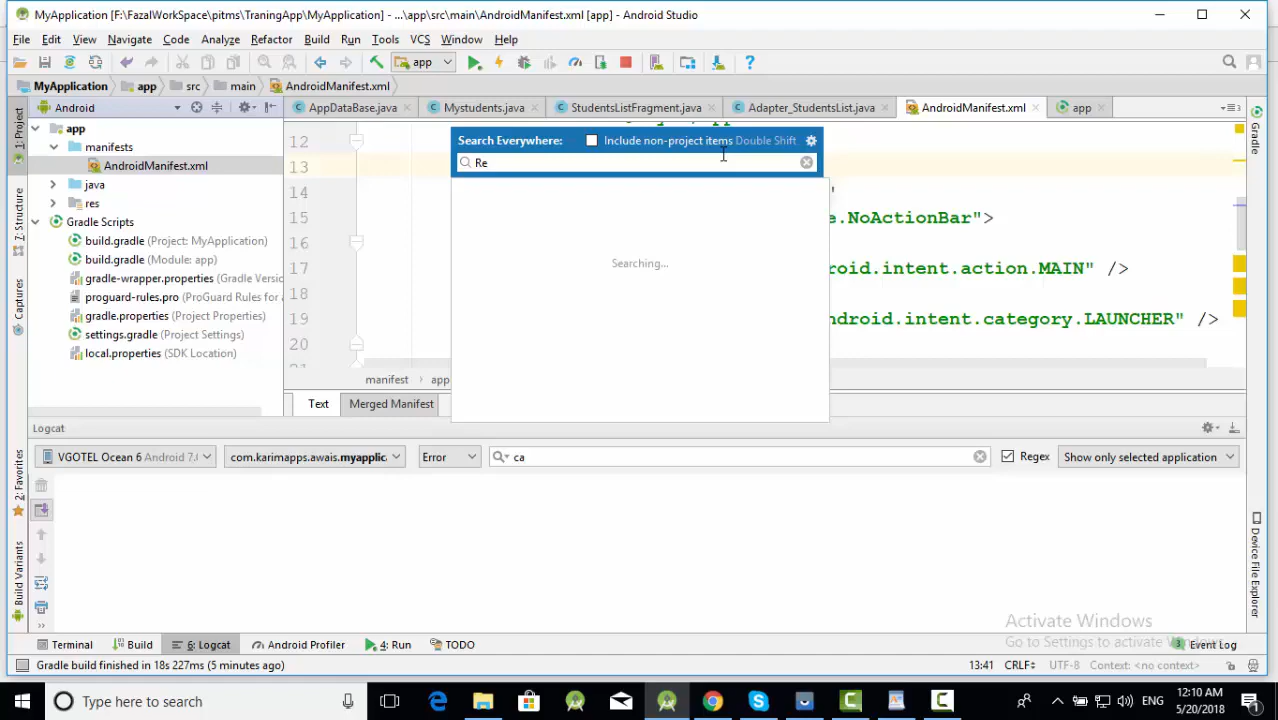 MyApplication [F:\FazalWorkSpace\pitms\TraningApp\MyApplication] - ...\app\src\main\AndroidManifest.xml [app] - Android Studio
File Edit View Navigate Code Analyze Refactor Build Run Tools VCS Window Help
app
MyApplication app src main AndroidManifest.xml
Android
AppDataBase.java Mystudents.java StudentsListFragment.java Adapter_StudentsList.java AndroidManifest.xml app
1: Project
Z: Structure
Captures
2: Favorites
Build Variants
app
manifests
AndroidManifest.xml
java
res
Gradle Scripts
build.gradle (Project: MyApplication)
build.gradle (Module: app)
gradle-wrapper.properties (Gradle Versi
proguard-rules.pro (ProGuard Rules for
gradle.properties (Project Properties)
settings.gradle (Project Settings)
local.properties (SDK Location)
12
13
14
15 e.NoActionBar">
16
17 roid.intent.action.MAIN" />
18
19 ndroid.intent.category.LAUNCHER" />
20
21
Search Everywhere: Include non-project items Double Shift
Re
Searching...
manifest › app
Text Merged Manifest
Logcat
VGOTEL Ocean 6 Android 7.0 com.karimapps.awais.myapplic Error ca Regex Show only selected application
Gradle
Device File Explorer
Activate Windows
Go to Settings to activate Windows.
Terminal Build 6: Logcat Android Profiler 4: Run TODO 3 Event Log
Gradle build finished in 18s 227ms (5 minutes ago) 13:41 CRLF UTF-8 Context: <no context>
Type here to search
ENG
12:10 AM
5/20/2018
1